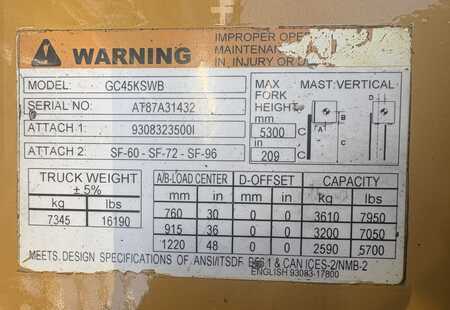 WARNING
IMPROPER
MAINTENANCE
IN, INJURY OR
MODEL: GC45KSWB
SERIAL NO: AT87A31432
ATTACH 1: 9308323500I
ATTACH 2: SF-60 - SF-72 - SF-96
MAX FORK HEIGHT:
mm
5300 C
in.
209 C
MAST: VERTICAL
D
B
A
C
TRUCK WEIGHT
± 5%
kg lbs
7345 16190
A/B-LOAD CENTER D-OFFSET CAPACITY
mm in mm in kg lbs
760 30 0 0 3610 7950
915 36 0 0 3200 7050
1220 48 0 0 2590 5700
MEETS DESIGN SPECIFICATIONS OF ANSI/ITSDF B56.1 & CAN ICES-2/NMB-2
ENGLISH 93083-17800